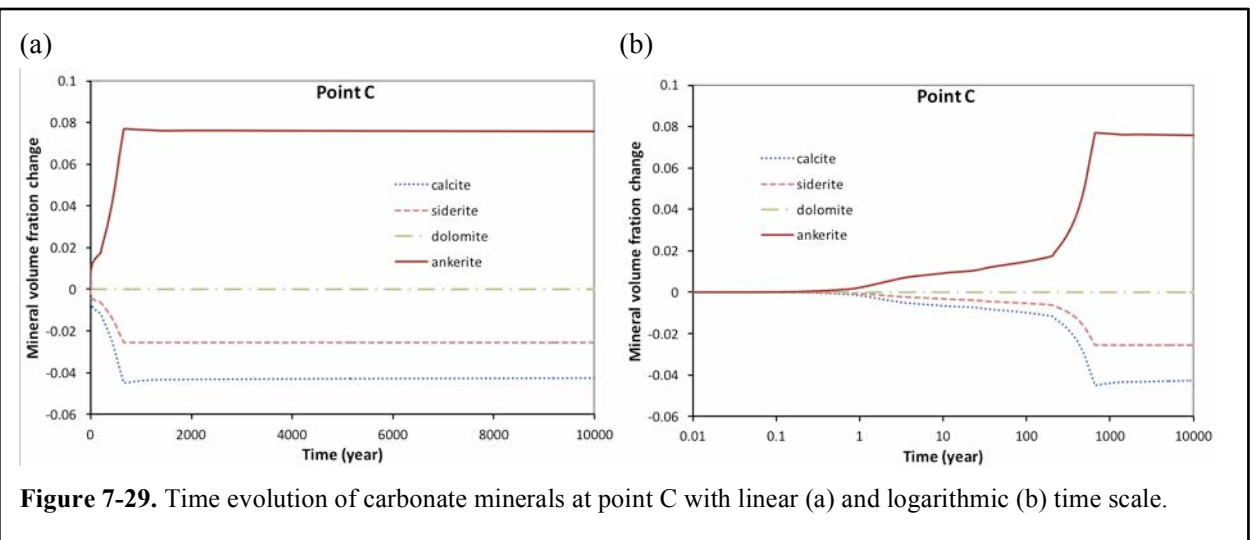 (a)
(b)
Point C
0.1
0.08
0.06
0.04
0.02
0
-0.02
-0.04
-0.06
Mineral volume fration change
calcite
siderite
dolomite
ankerite
0 2000 4000 6000 8000 10000
Time (year)
Point C
0.1
0.08
0.06
0.04
0.02
0
-0.02
-0.04
-0.06
Mineral volume fration change
calcite
siderite
dolomite
ankerite
0.01 0.1 1 10 100 1000 10000
Time (year)
Figure 7-29. Time evolution of carbonate minerals at point C with linear (a) and logarithmic (b) time scale.